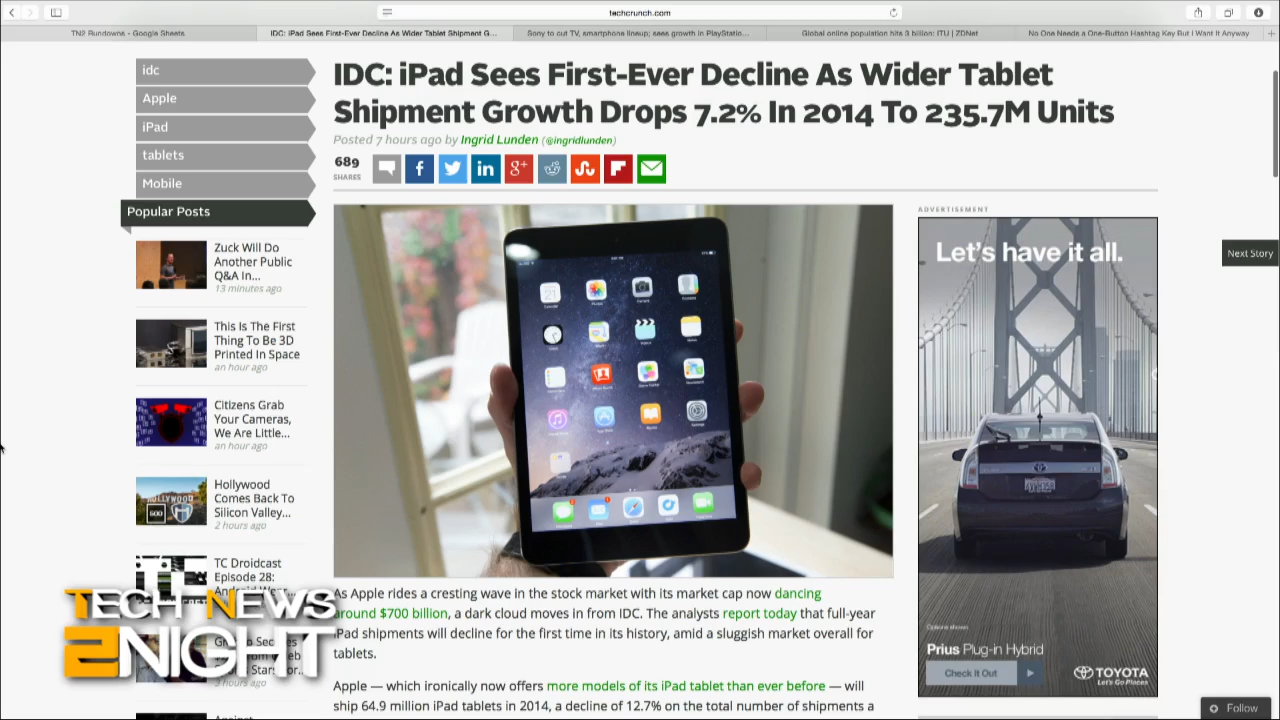 techcrunch.com
TN2 Rundowns - Google Sheets
IDC: iPad Sees First-Ever Decline As Wider Tablet Shipment G...
Sony to cut TV, smartphone lineup; sees growth in PlayStatio...
Global online population hits 3 billion: ITU | ZDNet
No One Needs a One-Button Hashtag Key But I Want It Anyway
idc
Apple
iPad
tablets
Mobile
Popular Posts
Zuck Will Do
Another Public
Q&A In...
13 minutes ago
This Is The First
Thing To Be 3D
Printed In Space
an hour ago
Citizens Grab
Your Cameras,
We Are Little...
an hour ago
Hollywood
Comes Back To
Silicon Valley...
2 hours ago
TC Droidcast
Episode 28:
IDC: iPad Sees First-Ever Decline As Wider Tablet
Shipment Growth Drops 7.2% In 2014 To 235.7M Units
Posted 7 hours ago by Ingrid Lunden (@ingridlunden)
689
SHARES
As Apple rides a cresting wave in the stock market with its market cap now dancing
around $700 billion, a dark cloud moves in from IDC. The analysts report today that full-year
iPad shipments will decline for the first time in its history, amid a sluggish market overall for
tablets.
Apple — which ironically now offers more models of its iPad tablet than ever before — will
ship 64.9 million iPad tablets in 2014, a decline of 12.7% on the total number of shipments a
ADVERTISEMENT
Let's have it all.
Options shown
Prius Plug-in Hybrid
Check It Out
TOYOTA
Let's Go Places
Next Story
Follow
TECH NEWS
2NIGHT